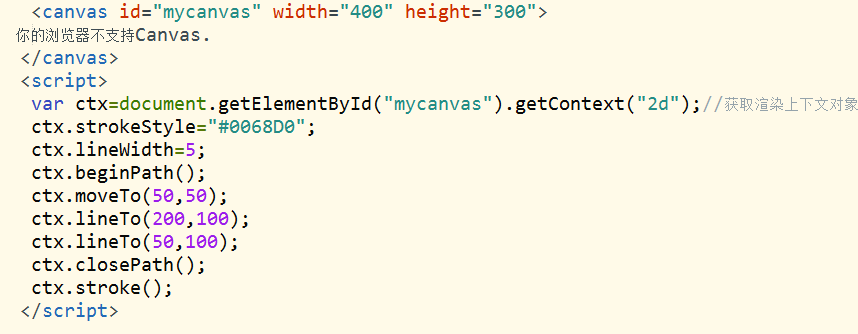 <canvas id="mycanvas" width="400" height="300">
你的浏览器不支持Canvas.
</canvas>
<script>
var ctx=document.getElementById("mycanvas").getContext("2d");//获取渲染上下文对象
ctx.strokeStyle="#0068D0";
ctx.lineWidth=5;
ctx.beginPath();
ctx.moveTo(50,50);
ctx.lineTo(200,100);
ctx.lineTo(50,100);
ctx.closePath();
ctx.stroke();
</script>